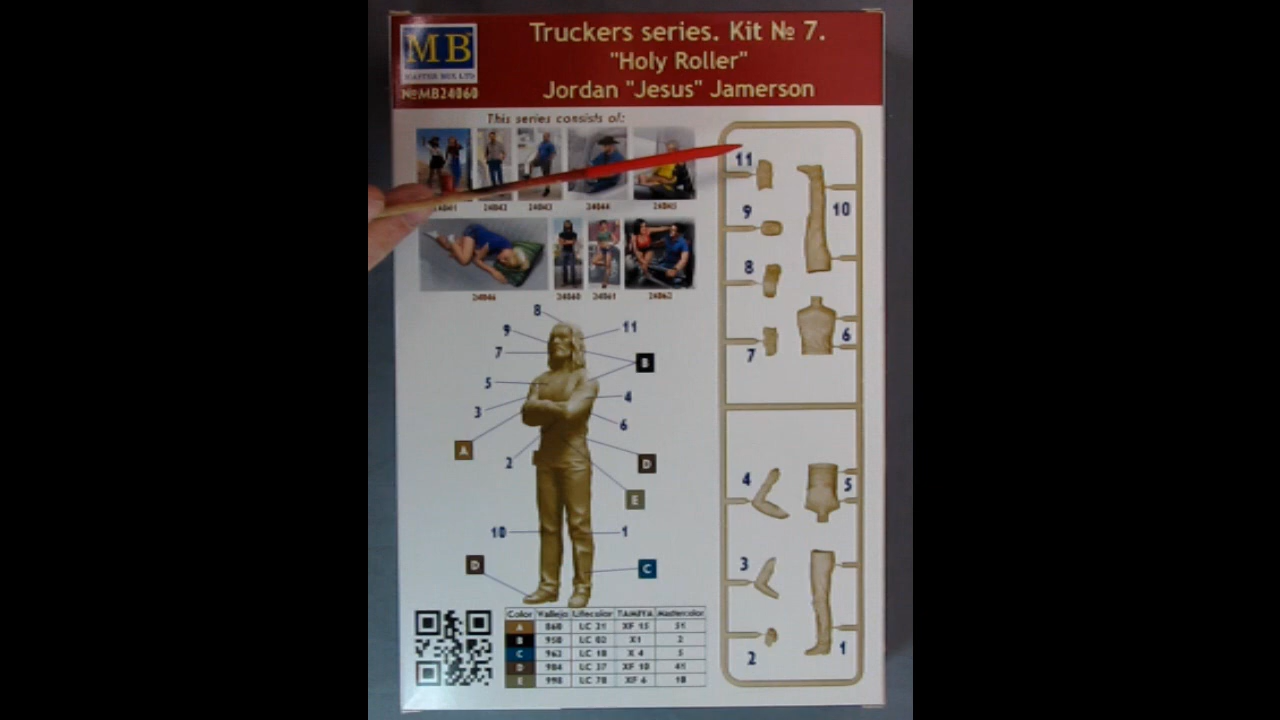 Truckers series. Kit № 7.
"Holy Roller"
Jordan "Jesus" Jamerson
MB
MASTER BOX LTD
№MB24060
This series consists of:
24041 24042 24043 24044 24045
24046 24060 24061 24062
8
9
11
7
B
5
4
3
6
A
2
D
E
10
1
D
C
11
10
9
8
6
7
4
5
3
2
1
Color Vallejo Lifecolor TAMIYA Mastercolor
A 860 LC 21 XF 15 51
B 950 LC 02 X1 2
C 962 LC 10 X 4 5
D 984 LC 37 XF 10 41
E 998 LC 78 XF 6 18